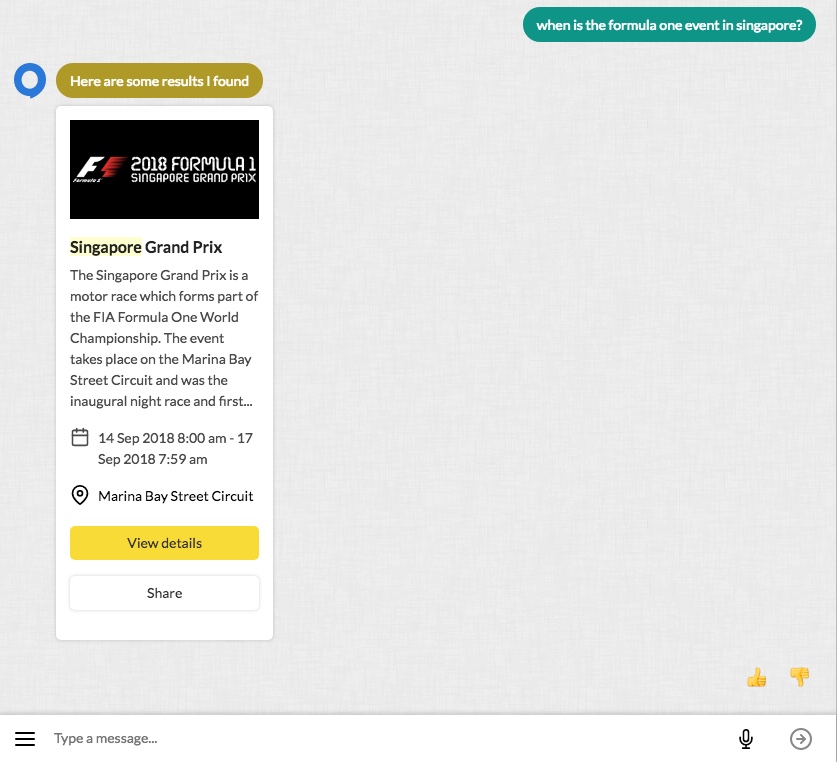 when is the formula one event in singapore?
Here are some results I found
F1
Formula 1
2018 FORMULA 1
SINGAPORE GRAND PRIX
Singapore Grand Prix
The Singapore Grand Prix is a
motor race which forms part of
the FIA Formula One World
Championship. The event
takes place on the Marina Bay
Street Circuit and was the
inaugural night race and first...
14 Sep 2018 8:00 am - 17
Sep 2018 7:59 am
Marina Bay Street Circuit
View details
Share
Type a message...